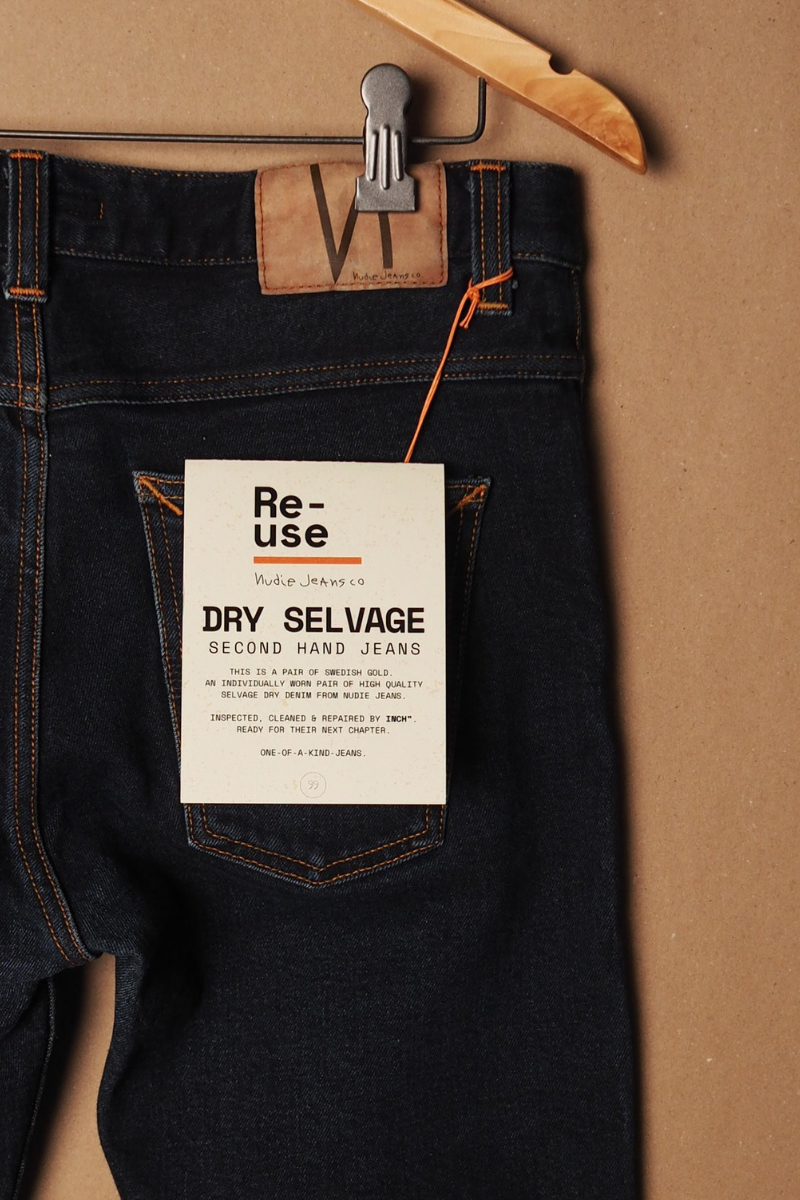 Nudie Jeans co
Re-
use
Nudie Jeans co
DRY SELVAGE
SECOND HAND JEANS
THIS IS A PAIR OF SWEDISH GOLD.
AN INDIVIDUALLY WORN PAIR OF HIGH QUALITY
SELVAGE DRY DENIM FROM NUDIE JEANS.
INSPECTED, CLEANED & REPAIRED BY INCH™.
READY FOR THEIR NEXT CHAPTER.
ONE-OF-A-KIND-JEANS.
99